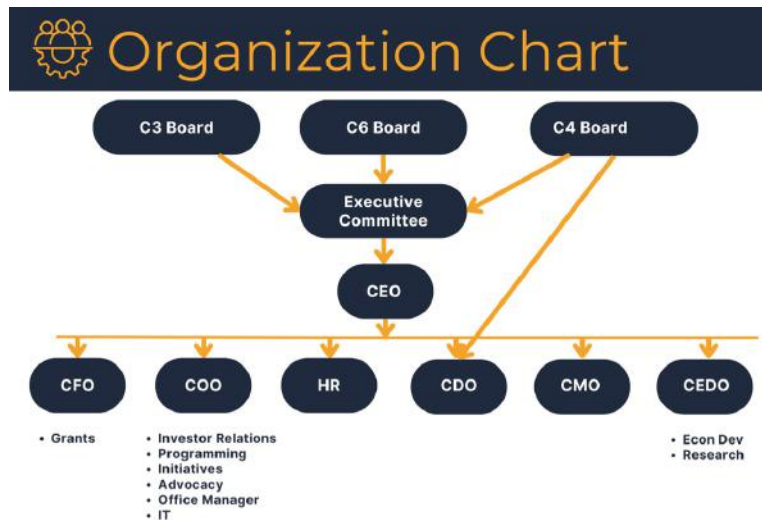 Organization Chart
C3 Board
C6 Board
C4 Board
Executive
Committee
CEO
CFO
COO
HR
CDO
CMO
CEDO
• Grants
• Investor Relations
• Programming
• Initiatives
• Advocacy
• Office Manager
• IT
• Econ Dev
• Research